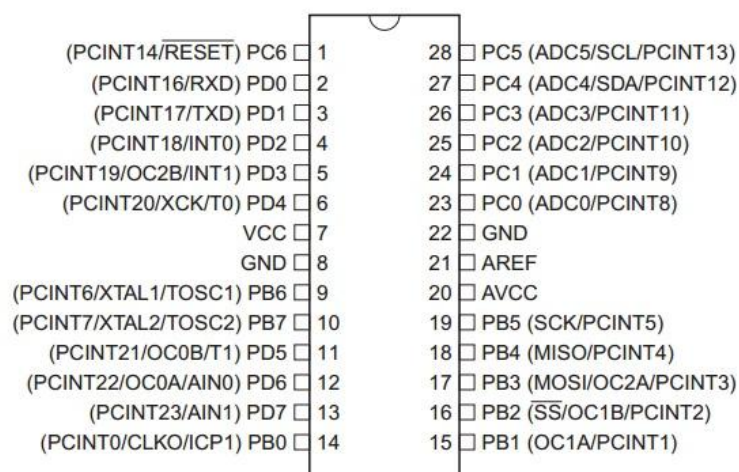 (PCINT14/RESET) PC6 1 28 PC5 (ADC5/SCL/PCINT13)
(PCINT16/RXD) PD0 2 27 PC4 (ADC4/SDA/PCINT12)
(PCINT17/TXD) PD1 3 26 PC3 (ADC3/PCINT11)
(PCINT18/INT0) PD2 4 25 PC2 (ADC2/PCINT10)
(PCINT19/OC2B/INT1) PD3 5 24 PC1 (ADC1/PCINT9)
(PCINT20/XCK/T0) PD4 6 23 PC0 (ADC0/PCINT8)
VCC 7 22 GND
GND 8 21 AREF
(PCINT6/XTAL1/TOSC1) PB6 9 20 AVCC
(PCINT7/XTAL2/TOSC2) PB7 10 19 PB5 (SCK/PCINT5)
(PCINT21/OC0B/T1) PD5 11 18 PB4 (MISO/PCINT4)
(PCINT22/OC0A/AIN0) PD6 12 17 PB3 (MOSI/OC2A/PCINT3)
(PCINT23/AIN1) PD7 13 16 PB2 (SS/OC1B/PCINT2)
(PCINT0/CLKO/ICP1) PB0 14 15 PB1 (OC1A/PCINT1)